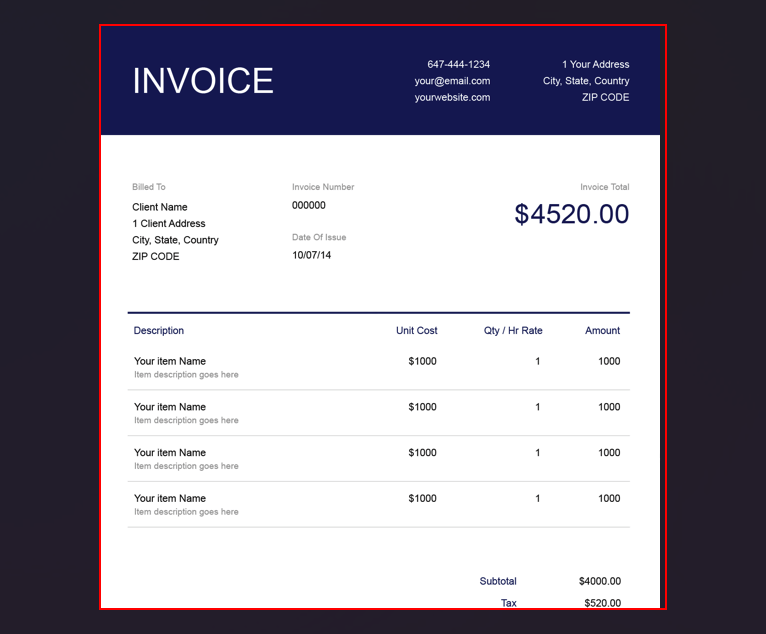 INVOICE
647-444-1234
your@email.com
yourwebsite.com
1 Your Address
City, State, Country
ZIP CODE
Billed To
Client Name
1 Client Address
City, State, Country
ZIP CODE
Invoice Number
000000
Date Of Issue
10/07/14
Invoice Total
$4520.00
Description Unit Cost Qty / Hr Rate Amount
Your item Name $1000 1 1000
Item description goes here
Your item Name $1000 1 1000
Item description goes here
Your item Name $1000 1 1000
Item description goes here
Your item Name $1000 1 1000
Item description goes here
Subtotal $4000.00
Tax $520.00